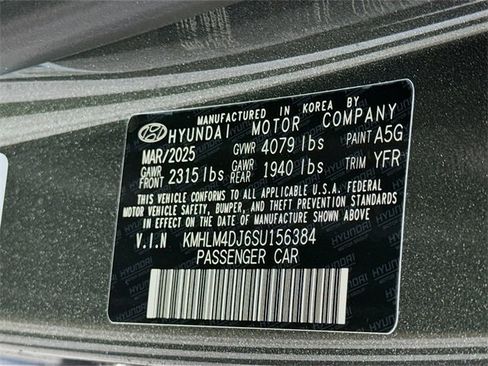 MANUFACTURED IN KOREA BY
HYUNDAI MOTOR COMPANY
MAR/2025 GVWR 4079 lbs PAINT A5G
GAWR FRONT 2315 lbs GAWR REAR 1940 lbs TRIM YFR
THIS VEHICLE CONFORMS TO ALL APPLICABLE U.S.A. FEDERAL
MOTOR VEHICLE SAFETY, BUMPER, AND THEFT PREVENTION STANDARDS
IN EFFECT ON THE DATE OF MANUFACTURE SHOWN ABOVE.
V.I.N KMHLM4DJ6SU156384
PASSENGER CAR